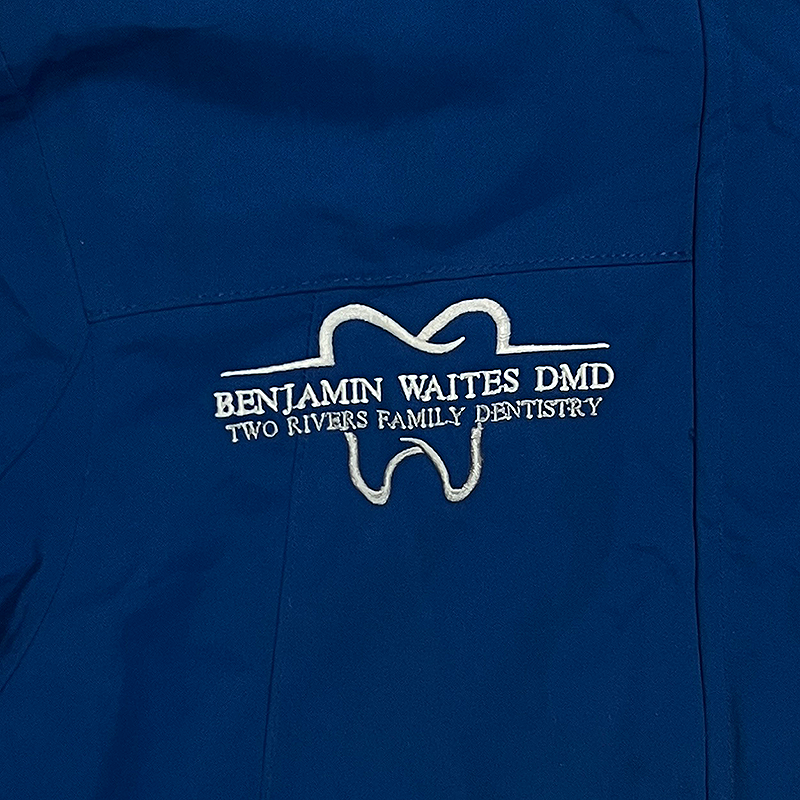 BENJAMIN WAITES DMD
TWO RIVERS FAMILY DENTISTRY